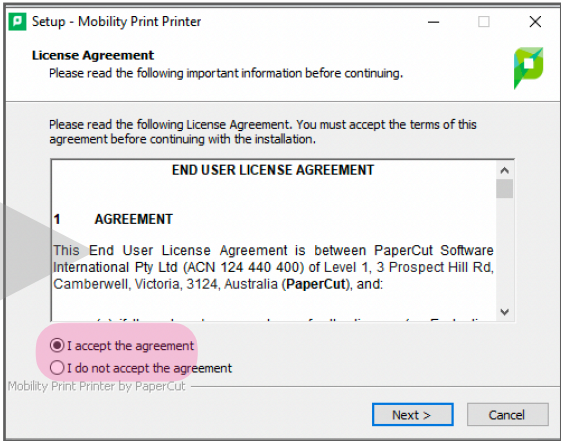 Setup - Mobility Print Printer
License Agreement
Please read the following important information before continuing.
Please read the following License Agreement. You must accept the terms of this
agreement before continuing with the installation.
END USER LICENSE AGREEMENT
1 AGREEMENT
This End User License Agreement is between PaperCut Software
International Pty Ltd (ACN 124 440 400) of Level 1, 3 Prospect Hill Rd,
Camberwell, Victoria, 3124, Australia (PaperCut), and:
I accept the agreement
I do not accept the agreement
Mobility Print Printer by PaperCut
Next > Cancel